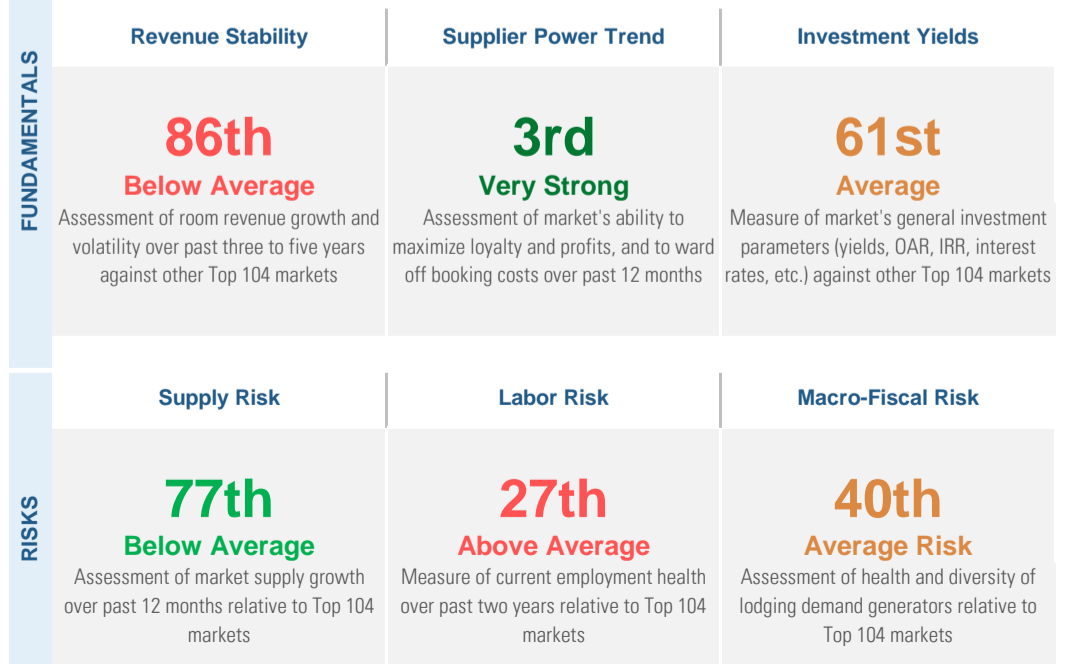 FUNDAMENTALS
Revenue Stability
86th
Below Average
Assessment of room revenue growth and
volatility over past three to five years
against other Top 104 markets
Supplier Power Trend
3rd
Very Strong
Assessment of market's ability to
maximize loyalty and profits, and to ward
off booking costs over past 12 months
Investment Yields
61st
Average
Measure of market's general investment
parameters (yields, OAR, IRR, interest
rates, etc.) against other Top 104 markets
RISKS
Supply Risk
77th
Below Average
Assessment of market supply growth
over past 12 months relative to Top 104
markets
Labor Risk
27th
Above Average
Measure of current employment health
over past two years relative to Top 104
markets
Macro-Fiscal Risk
40th
Average Risk
Assessment of health and diversity of
lodging demand generators relative to
Top 104 markets